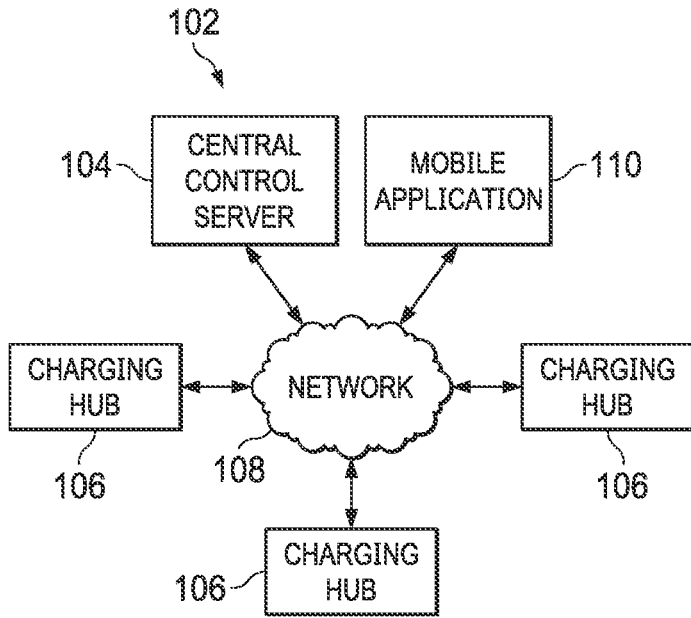 102
104
CENTRAL
CONTROL
SERVER
MOBILE
APPLICATION
110
CHARGING
HUB
106
NETWORK
108
CHARGING
HUB
106
106
CHARGING
HUB